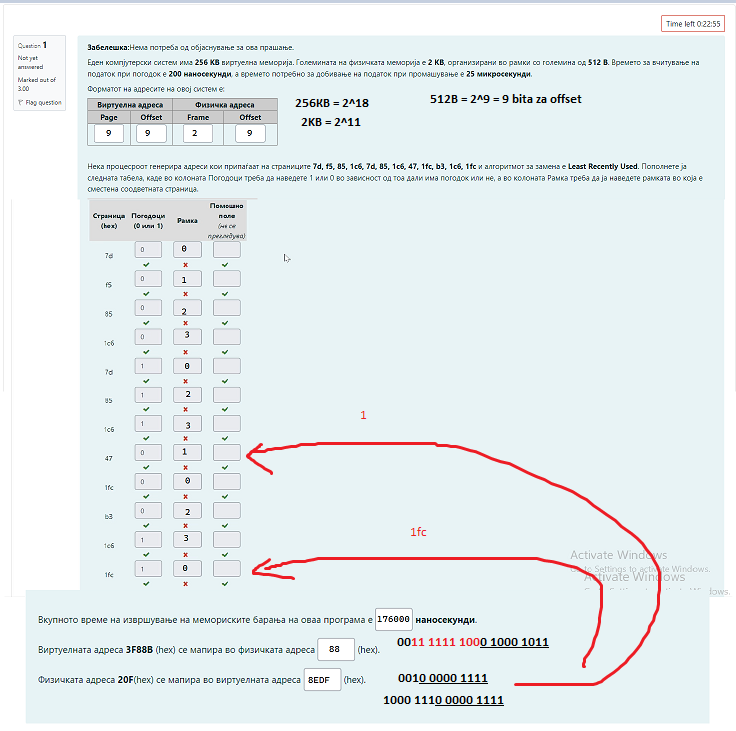 Time left 0:22:55
Question 1
Not yet answered
Marked out of 3.00
Flag question
Забелешка:Нема потреба од објаснување за ова прашање.
Еден компјутерски систем има 256 KB виртуелна меморија. Големината на физичката меморија е 2 KB, организирани во рамки со големина од 512 B. Времето за вчитување на
податок при погодок е 200 наносекунди, а времето потребно за добивање на податок при промашување е 25 микросекунди.
Форматот на адресите на овој систем е:
Виртуелна адреса Физичка адреса
Page Offset Frame Offset
9 9 2 9
256KB = 2^18
2KB = 2^11
512B = 2^9 = 9 bita za offset
Нека процесорот генерира адреси кои припаѓаат на страниците 7d, f5, 85, 1c6, 7d, 85, 1c6, 47, 1fc, b3, 1c6, 1fc и алгоритмот за замена е Least Recently Used. Пополнете ја
следната табела, каде во колоната Погодоци треба да наведете 1 или 0 во зависност од тоа дали има погодок или не, а во колоната Рамка треба да ја наведете рамката во која е
сместена соодветната страница.
Страница (hex) Погодоци (0 или 1) Рамка Помошно поле (не се прегледува)
7d 0 0
f5 0 1
85 0 2
1c6 0 3
7d 1 0
85 1 2
1c6 1 3
47 0 1
1fc 0 0
b3 0 2
1c6 1 3
1fc 1 0
1
1fc
Activate Windows
Go to Settings to activate Windows.
Activate Windows
Вкупното време на извршување на мемориските барања на оваа програма е 176000 наносекунди.
Виртуелната адреса 3F88B (hex) се мапира во физичката адреса 88 (hex).
0011 1111 1000 1000 1011
Физичката адреса 20F(hex) се мапира во виртуелната адреса 8EDF (hex).
0010 0000 1111
1000 1110 0000 1111